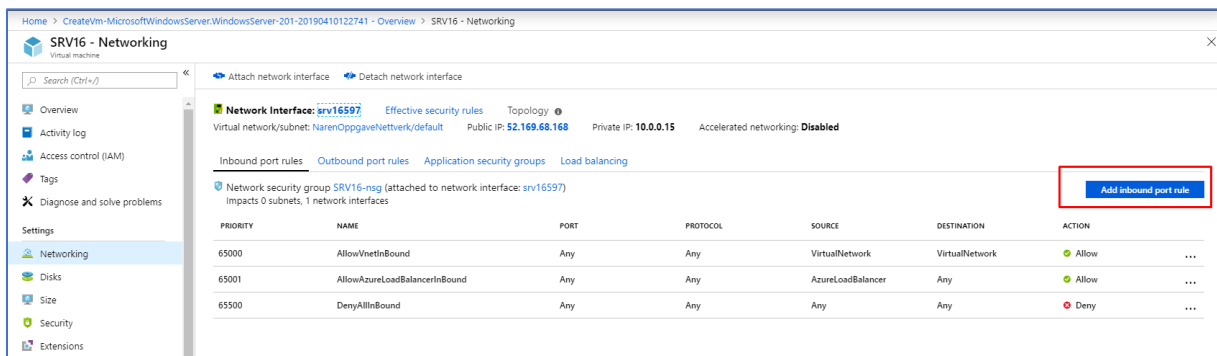 Home > CreateVm-MicrosoftWindowsServer.WindowsServer-201-20190410122741 - Overview > SRV16 - Networking
SRV16 - Networking
Virtual machine
Search (Ctrl+/)
Overview
Activity log
Access control (IAM)
Tags
Diagnose and solve problems
Settings
Networking
Disks
Size
Security
Extensions
Attach network interface Detach network interface
Network Interface: srv16597 Effective security rules Topology
Virtual network/subnet: NarenOppgaveNettverk/default Public IP: 52.169.68.168 Private IP: 10.0.0.15 Accelerated networking: Disabled
Inbound port rules Outbound port rules Application security groups Load balancing
Network security group SRV16-nsg (attached to network interface: srv16597)
Impacts 0 subnets, 1 network interfaces
Add inbound port rule
PRIORITY NAME PORT PROTOCOL SOURCE DESTINATION ACTION
65000 AllowVnetInBound Any Any VirtualNetwork VirtualNetwork Allow ...
65001 AllowAzureLoadBalancerInBound Any Any AzureLoadBalancer Any Allow ...
65500 DenyAllInBound Any Any Any Any Deny ...